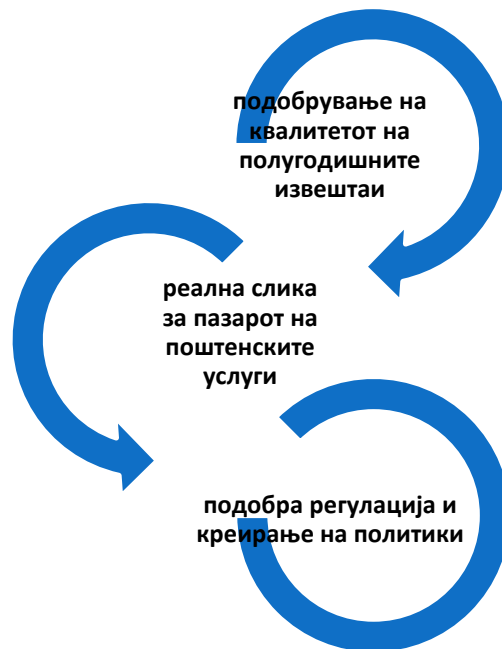 подобрување на
квалитетот на
полугодишните
извештаи
реална слика
за пазарот на
поштенските
услуги
подобра регулација и
креирање на политики